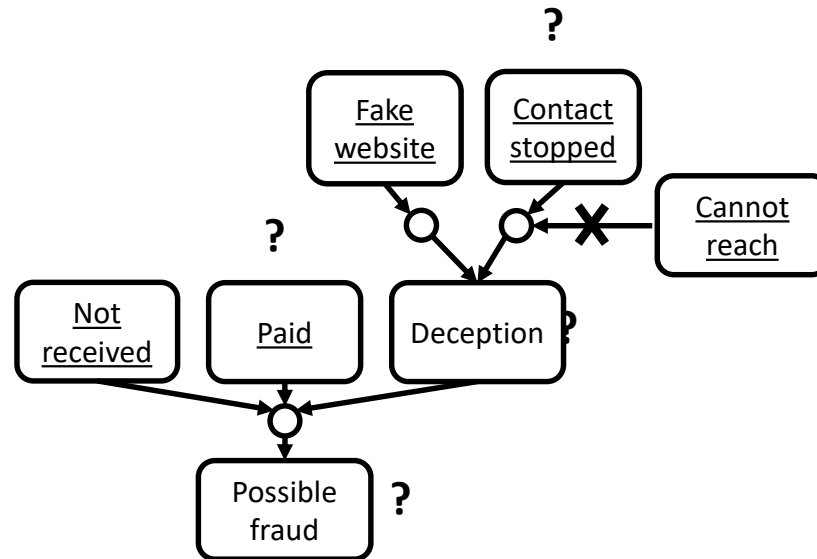 ?
Fake
website
Contact
stopped
Cannot
reach
?
Not
received
Paid
Deception
?
Possible
fraud
?